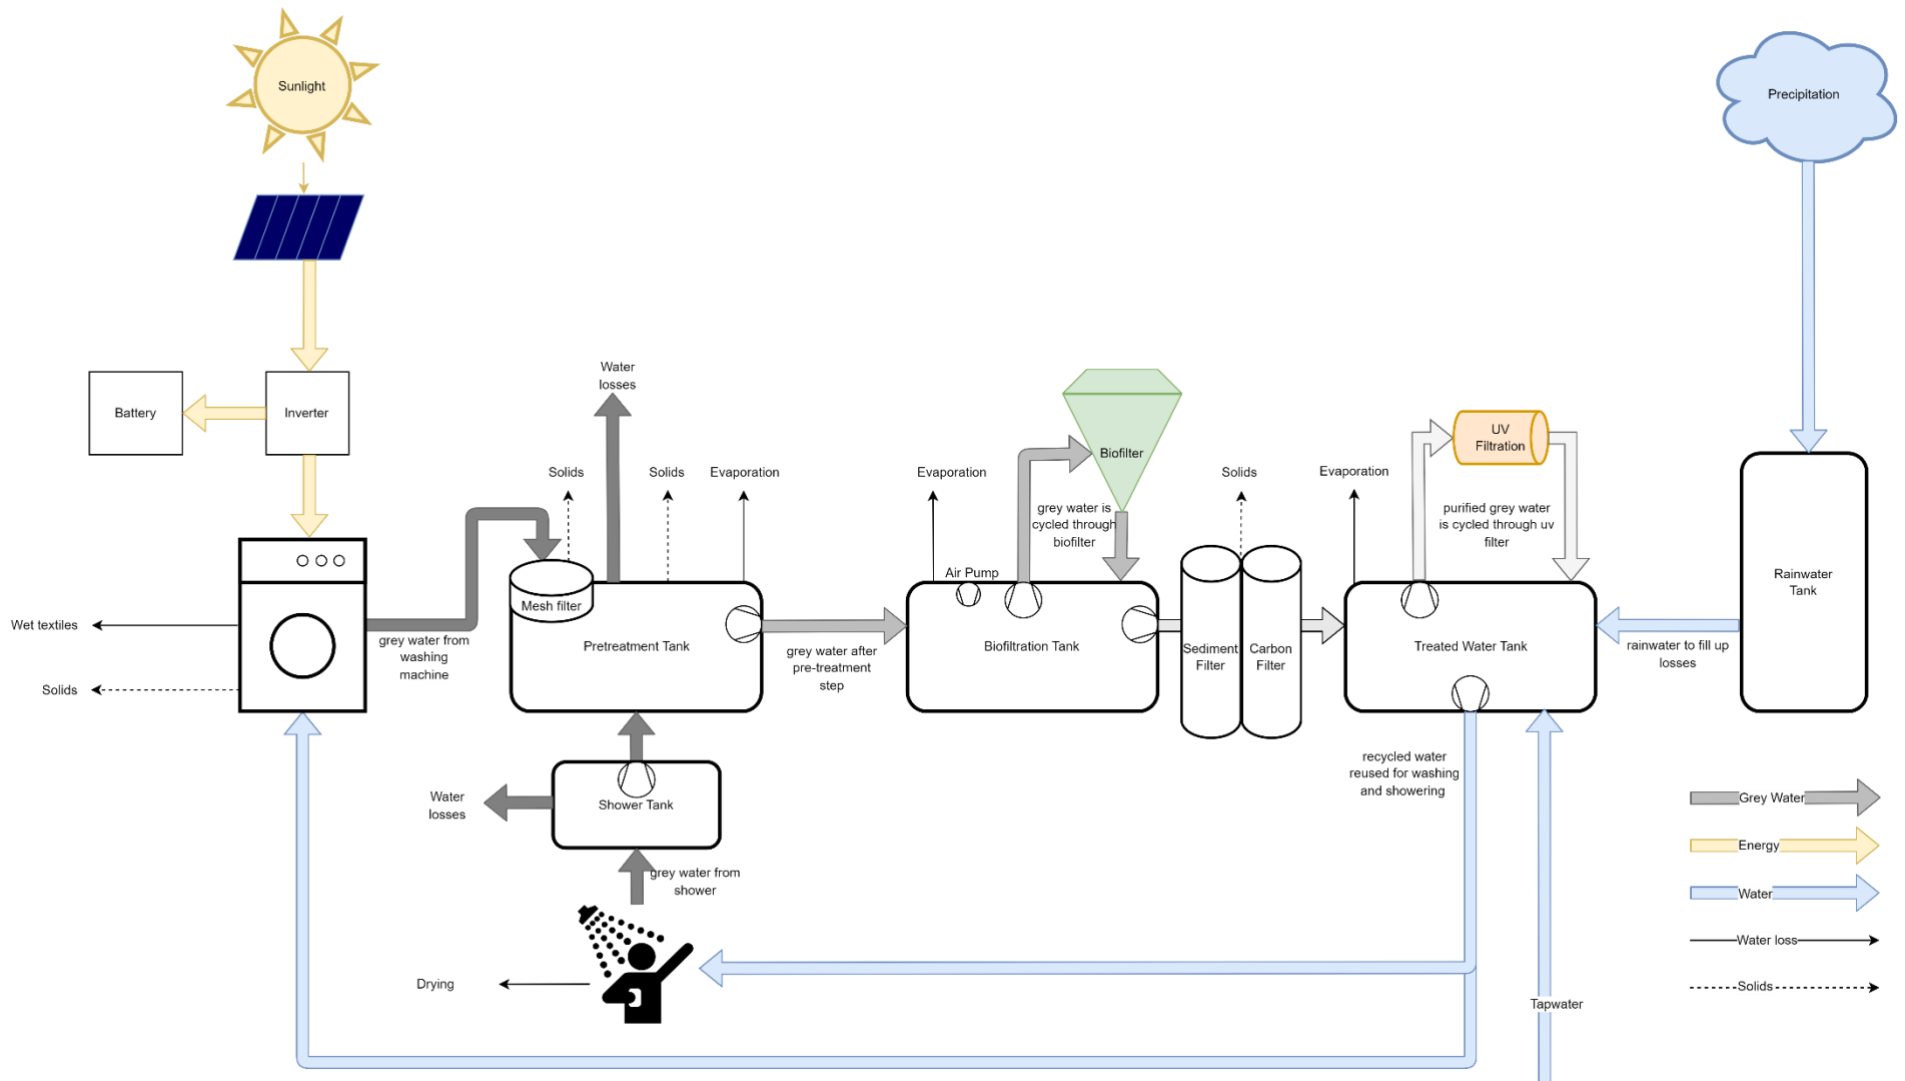 Sunlight
Precipitation
Battery
Inverter
Water
losses
Solids
Solids
Evaporation
Evaporation
Biofilter
grey water is
cycled through
biofilter
Solids
Evaporation
UV
Filtration
purified grey water
is cycled through uv
filter
Rainwater
Tank
Air Pump
Mesh filter
Wet textiles
Solids
grey water from
washing
machine
Pretreatment Tank
grey water after
pre-treatment
step
Biofiltration Tank
Sediment
Filter
Carbon
Filter
Treated Water Tank
rainwater to fill up
losses
recycled water
reused for washing
and showering
Water
losses
Shower Tank
grey water from
shower
Drying
Tapwater
Grey Water
Energy
Water
Water loss
Solids